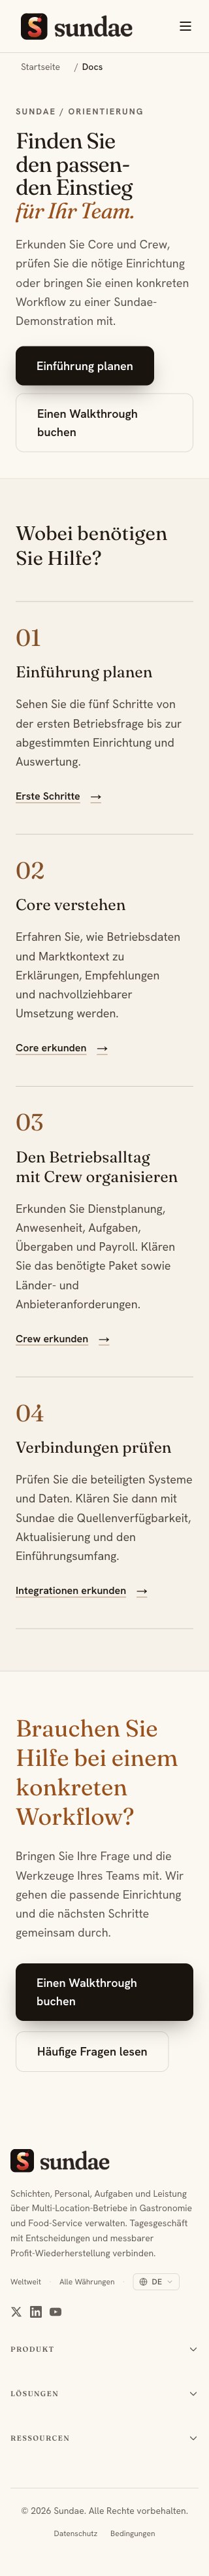 sundae
Startseite / Docs
SUNDAE / ORIENTIERUNG
Finden Sie
den passen-
den Einstieg
für Ihr Team.
Erkunden Sie Core und Crew,
prüfen Sie die nötige Einrichtung
oder bringen Sie einen konkreten
Workflow zu einer Sundae-
Demonstration mit.
Einführung planen
Einen Walkthrough
buchen
Wobei benötigen
Sie Hilfe?
01
Einführung planen
Sehen Sie die fünf Schritte von
der ersten Betriebsfrage bis zur
abgestimmten Einrichtung und
Auswertung.
Erste Schritte →
02
Core verstehen
Erfahren Sie, wie Betriebsdaten
und Marktkontext zu
Erklärungen, Empfehlungen
und nachvollziehbarer
Umsetzung werden.
Core erkunden →
03
Den Betriebsalltag
mit Crew organisieren
Erkunden Sie Dienstplanung,
Anwesenheit, Aufgaben,
Übergaben und Payroll. Klären
Sie das benötigte Paket sowie
Länder- und
Anbieteranforderungen.
Crew erkunden →
04
Verbindungen prüfen
Prüfen Sie die beteiligten Systeme
und Daten. Klären Sie dann mit
Sundae die Quellenverfügbarkeit,
Aktualisierung und den
Einführungsumfang.
Integrationen erkunden →
Brauchen Sie
Hilfe bei einem
konkreten
Workflow?
Bringen Sie Ihre Frage und die
Werkzeuge Ihres Teams mit. Wir
gehen die passende Einrichtung
und die nächsten Schritte
gemeinsam durch.
Einen Walkthrough
buchen
Häufige Fragen lesen
sundae
Schichten, Personal, Aufgaben und Leistung
über Multi-Location-Betriebe in Gastronomie
und Food-Service verwalten. Tagesgeschäft
mit Entscheidungen und messbarer
Profit-Wiederherstellung verbinden.
Weltweit Alle Währungen DE
PRODUKT
LÖSUNGEN
RESSOURCEN
© 2026 Sundae. Alle Rechte vorbehalten.
Datenschutz Bedingungen